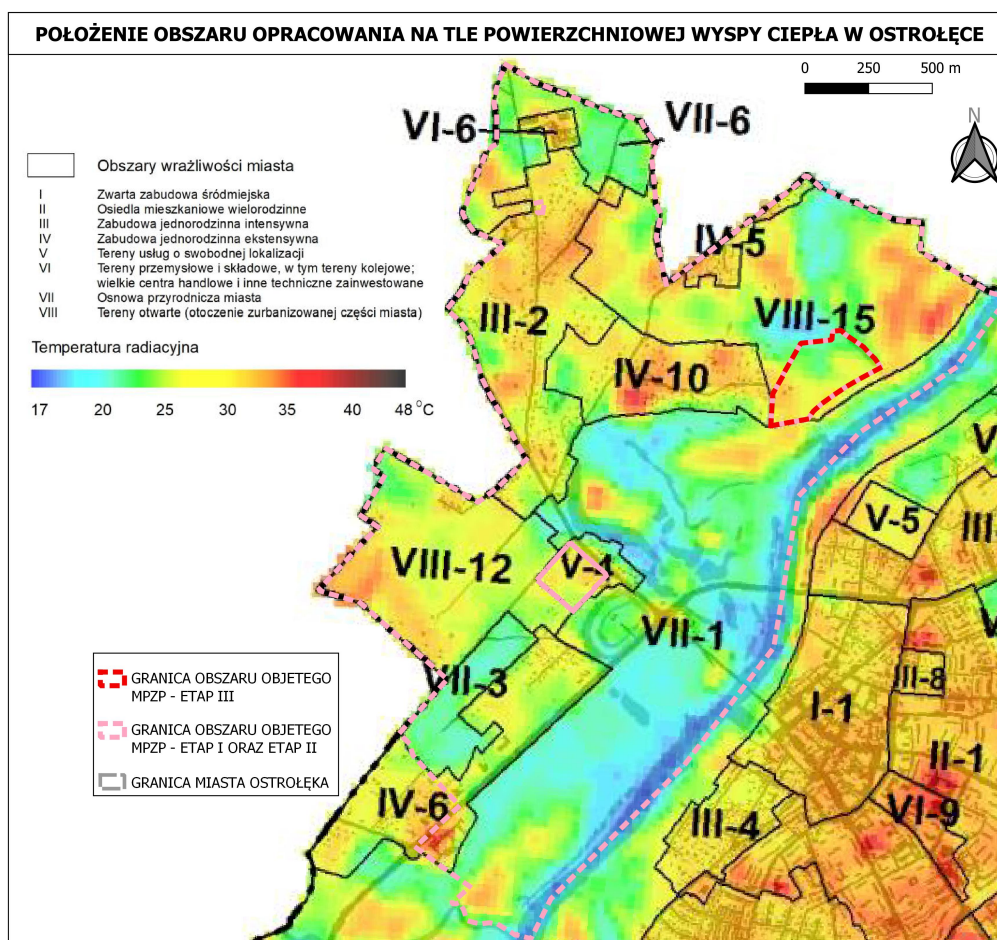 POŁOŻENIE OBSZARU OPRACOWANIA NA TLE POWIERZCHNIOWEJ WYSPY CIEPŁA W OSTROŁĘCE
0 250 500 m
N
VI-6
VII-6
Obszary wrażliwości miasta
I Zwarta zabudowa śródmiejska
II Osiedla mieszkaniowe wielorodzinne
III Zabudowa jednorodzinna intensywna
IV Zabudowa jednorodzinna ekstensywna
V Tereny usług o swobodnej lokalizacji
VI Tereny przemysłowe i składowe, w tym tereny kolejowe;
wielkie centra handlowe i inne techniczne zainwestowane
VII Osnowa przyrodnicza miasta
VIII Tereny otwarte (otoczenie zurbanizowanej części miasta)
Temperatura radiacyjna
17 20 25 30 35 40 48 °C
IV-5
III-2
VIII-15
IV-10
V-5
III-
V
VIII-12
V-4
VII-1
V
VII-3
III-8
I-1
II-1
IV-6
III-4
VI-9
GRANICA OBSZARU OBJETEGO
MPZP - ETAP III
GRANICA OBSZARU OBJETEGO
MPZP - ETAP I ORAZ ETAP II
GRANICA MIASTA OSTROŁĘKA